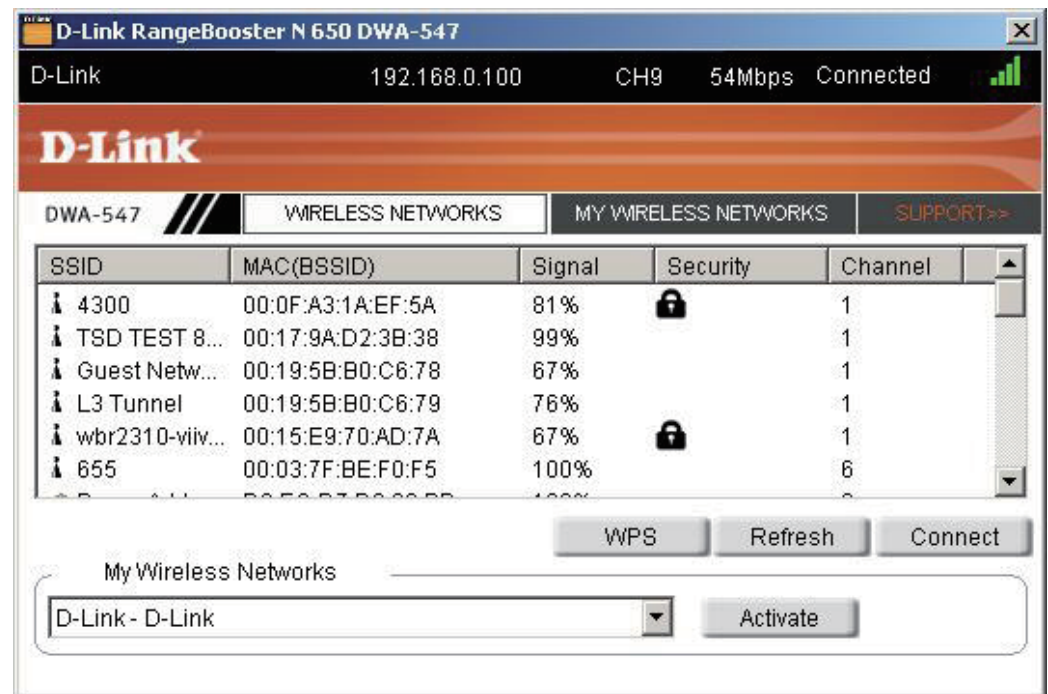 D-Link RangeBooster N 650 DWA-547
D-Link 192.168.0.100 CH9 54Mbps Connected
D-Link
DWA-547 WIRELESS NETWORKS MY WIRELESS NETWORKS SUPPORT>>
SSID MAC(BSSID) Signal Security Channel
4300 00:0F:A3:1A:EF:5A 81% 1
TSD TEST 8... 00:17:9A:D2:3B:38 99% 1
Guest Netw... 00:19:5B:B0:C6:78 67% 1
L3 Tunnel 00:19:5B:B0:C6:79 76% 1
wbr2310-viiv... 00:15:E9:70:AD:7A 67% 1
655 00:03:7F:BE:F0:F5 100% 6
WPS Refresh Connect
My Wireless Networks
D-Link - D-Link Activate